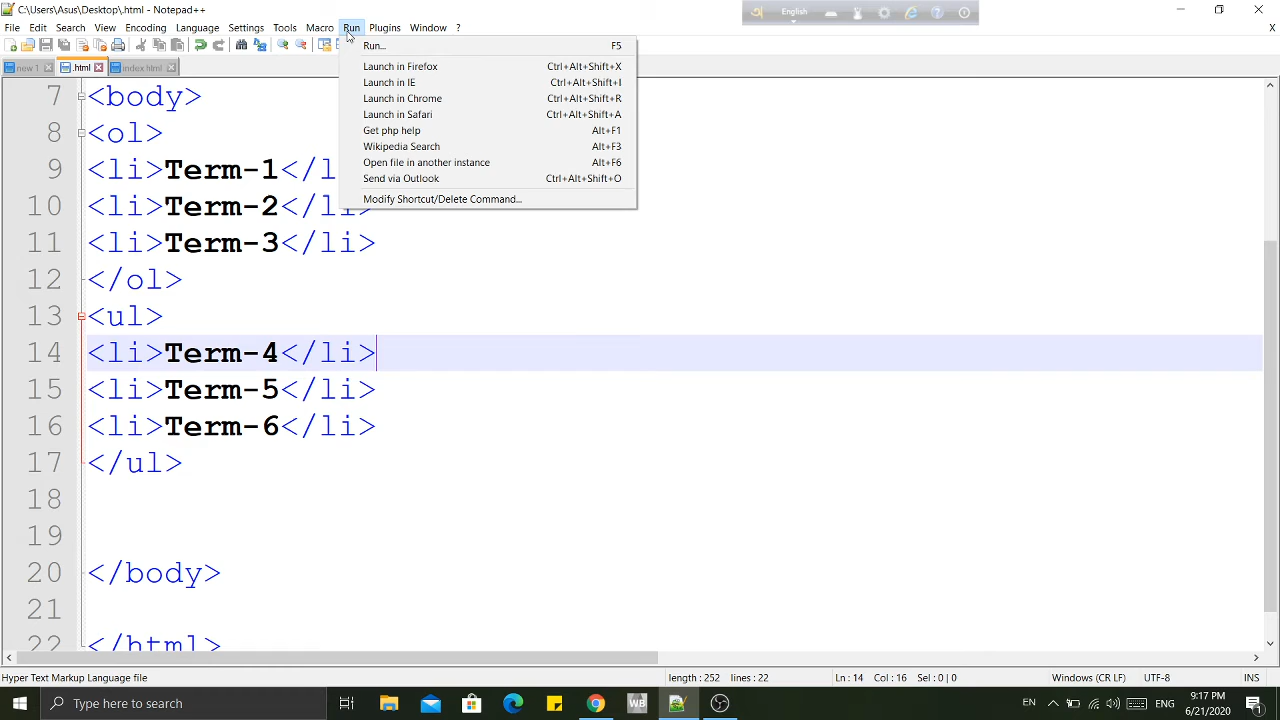 C:\Users\Asus\Desktop\.html - Notepad++
English
File Edit Search View Encoding Language Settings Tools Macro Run Plugins Window ?
X
new 1 .html index.html
Run... F5
Launch in Firefox Ctrl+Alt+Shift+X
Launch in IE Ctrl+Alt+Shift+I
Launch in Chrome Ctrl+Alt+Shift+R
Launch in Safari Ctrl+Alt+Shift+A
Get php help Alt+F1
Wikipedia Search Alt+F3
Open file in another instance Alt+F6
Send via Outlook Ctrl+Alt+Shift+O
Modify Shortcut/Delete Command...
7 <body>
8 <ol>
9 <li>Term-1</l
10 <li>Term-2</li>
11 <li>Term-3</li>
12 </ol>
13 <ul>
14 <li>Term-4</li>
15 <li>Term-5</li>
16 <li>Term-6</li>
17 </ul>
18
19
20 </body>
21
22 </html>
Hyper Text Markup Language file length : 252 lines : 22 Ln : 14 Col : 16 Sel : 0 | 0 Windows (CR LF) UTF-8 INS
Type here to search WB EN ENG 9:17 PM
6/21/2020 1